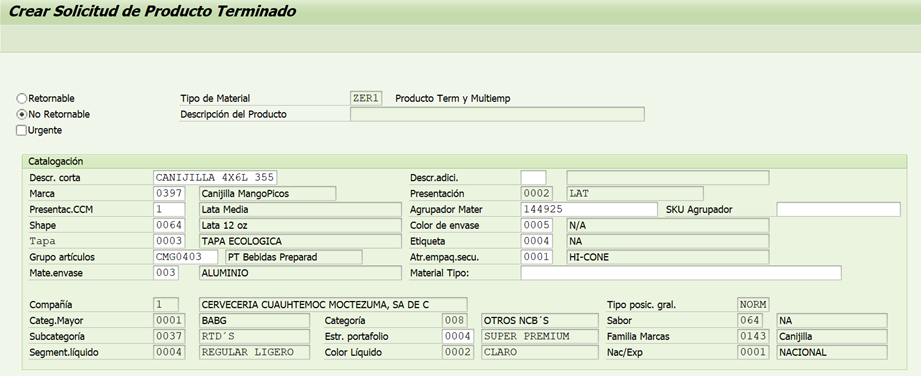 Crear Solicitud de Producto Terminado
Retornable Tipo de Material ZER1 Producto Term y Multiemp
No Retornable Descripción del Producto
Urgente
Catalogación
Descr. corta CANIJILLA 4X6L 355 Descr.adici.
Marca 0397 Canijilla MangoPicos Presentación 0002 LAT
Presentac.CCM 1 Lata Media Agrupador Mater 144925 SKU Agrupador
Shape 0064 Lata 12 oz Color de envase 0005 N/A
Tapa 0003 TAPA ECOLOGICA Etiqueta 0004 NA
Grupo artículos CMG0403 PT Bebidas Preparad Atr.empaq.secu. 0001 HI-CONE
Mate.envase 003 ALUMINIO Material Tipo:
Compañía 1 CERVECERIA CUAUHTEMOC MOCTEZUMA, SA DE C Tipo posic. gral. NORM
Categ.Mayor 0001 BABG Categoría 008 OTROS NCB´S Sabor 064 NA
Subcategoría 0037 RTD´S Estr. portafolio 0004 SUPER PREMIUM Familia Marcas 0143 Canijilla
Segment.líquido 0004 REGULAR LIGERO Color Líquido 0002 CLARO Nac/Exp 0001 NACIONAL